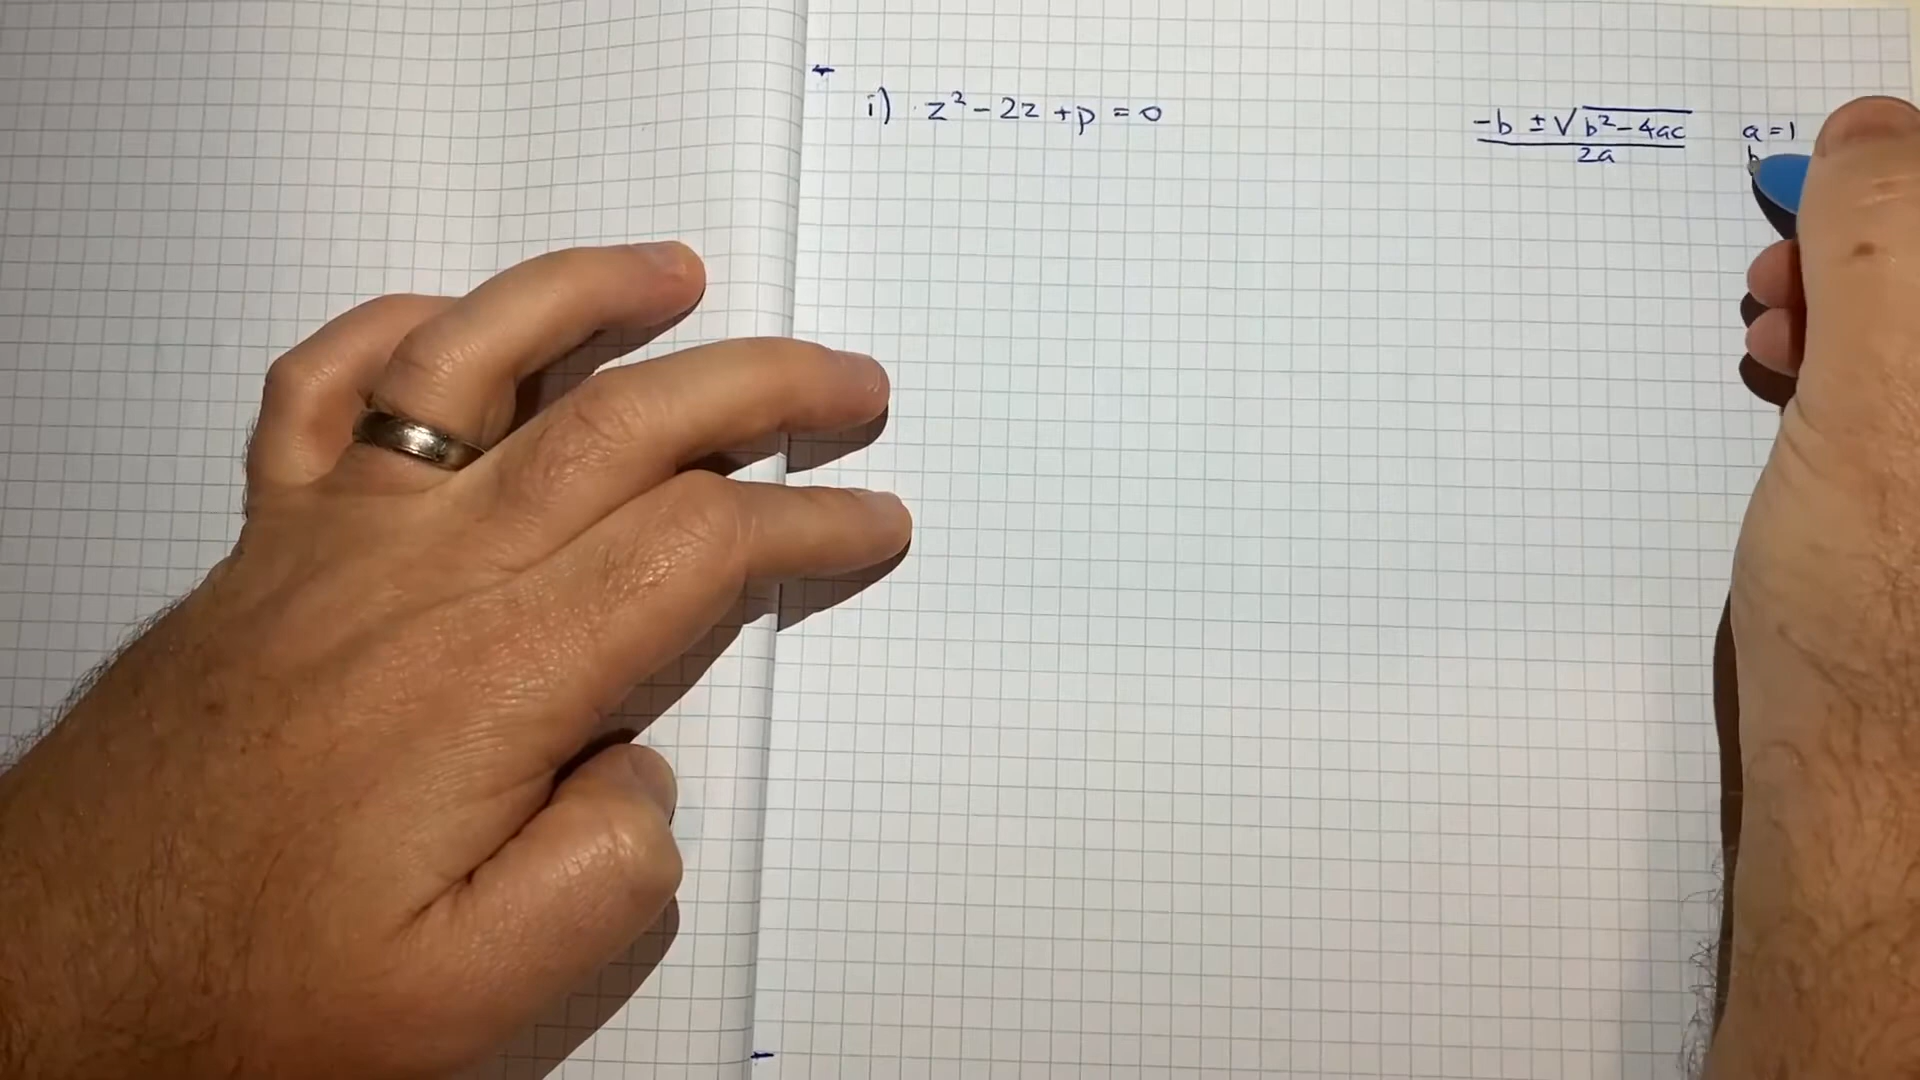 i) z² - 2z + p = 0
-b ± √b² - 4ac
2a
a = 1
b